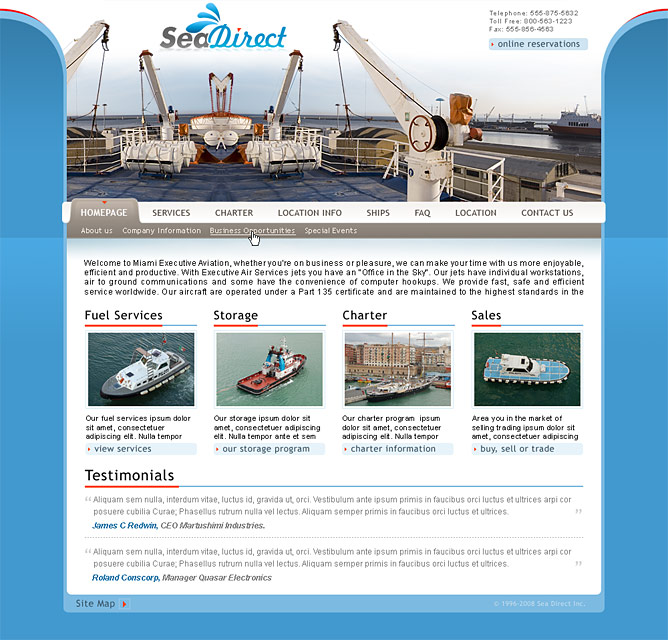 SeaDirect
Telephone: 555-875-5632
Toll Free: 800-563-1223
Fax: 555-856-4663
online reservations
HOMEPAGE SERVICES CHARTER LOCATION INFO SHIPS FAQ LOCATION CONTACT US
About us Company Information Business Opportunities Special Events
Welcome to Miami Executive Aviation, whether you're on business or pleasure, we can make your time with us more enjoyable,
efficient and productive. With Executive Air Services jets you have an "Office in the Sky". Our jets have individual workstations,
air to ground communications and some have the convenience of computer hookups. We provide fast, safe and efficient
service worldwide. Our aircraft are operated under a Part 135 certificate and are maintained to the highest standards in the
Fuel Services
Our fuel services ipsum dolor
sit amet, consectetuer
adipiscing elit. Nulla tempor
view services
Storage
Our storage ipsum dolor sit
amet, consectetuer adipiscing
elit. Nulla tempor ante et sem
our storage program
Charter
Our charter program ipsum
dolor sit amet, consectetuer
adipiscing elit. Nulla tempor
charter information
Sales
Area you in the market of
selling trading ipsum dolor sit
amet, consectetuer adipiscing
buy, sell or trade
Testimonials
“ Aliquam sem nulla, interdum vitae, luctus id, gravida ut, orci. Vestibulum ante ipsum primis in faucibus orci luctus et ultrices arpi cor
posuere cubilia Curae; Phasellus rutrum nulla vel lectus. Aliquam semper primis in faucibus orci luctus et ultrices. ”
James C Redwin, CEO Martushimi Industries.
“ Aliquam sem nulla, interdum vitae, luctus id, gravida ut, orci. Vestibulum ante ipsum primis in faucibus orci luctus et ultrices arpi cor
posuere cubilia Curae; Phasellus rutrum nulla vel lectus. Aliquam semper primis in faucibus orci luctus et ultrices. ”
Roland Conscorp, Manager Quasar Electronics
Site Map
© 1996-2008 Sea Direct Inc.